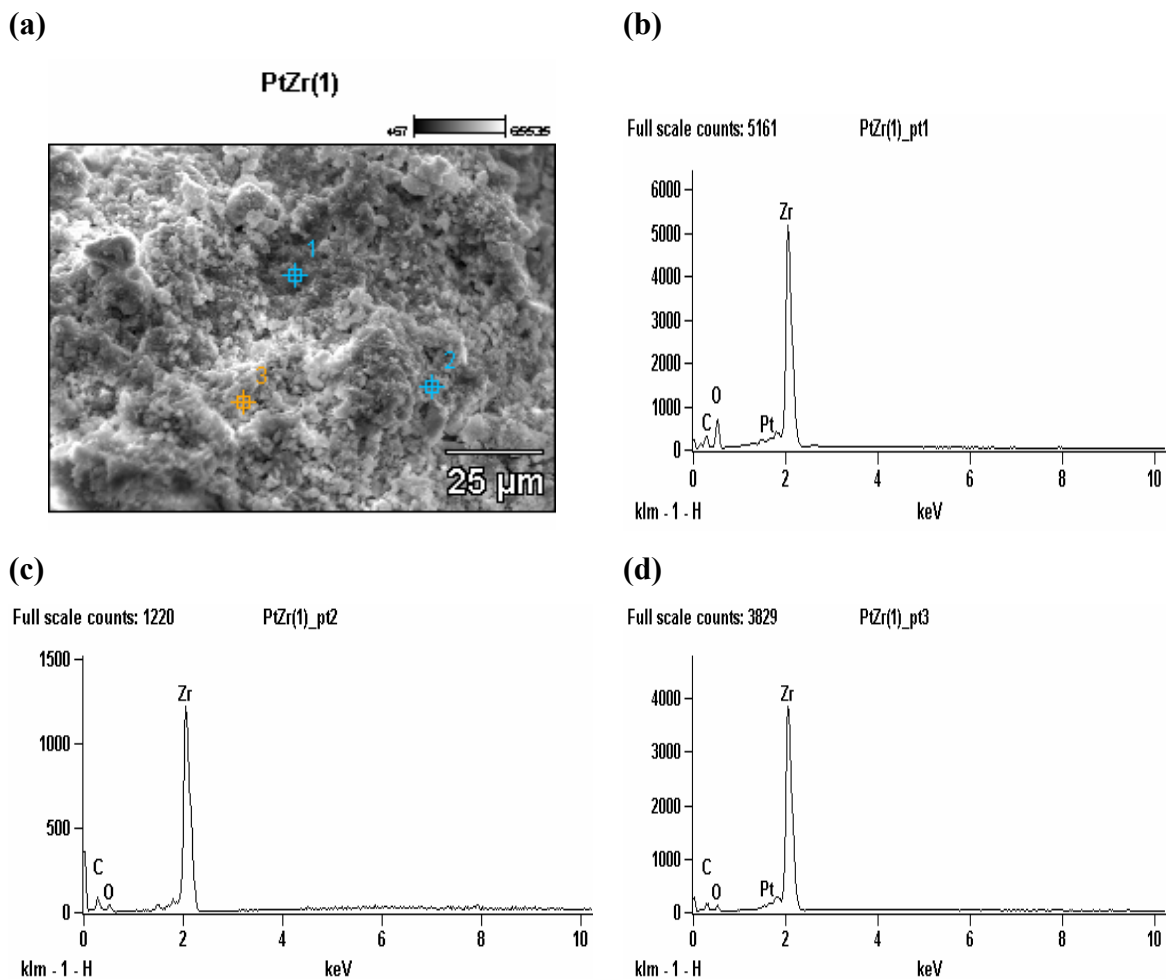 (a)
PtZr(1)
467 65535
1
2
3
25 µm
(b)
Full scale counts: 5161 PtZr(1)_pt1
6000
5000
4000
3000
2000
1000
0
Zr
O
C
Pt
0 2 4 6 8 10
klm - 1 - H keV
(c)
Full scale counts: 1220 PtZr(1)_pt2
1500
1000
500
0
Zr
C
O
0 2 4 6 8 10
klm - 1 - H keV
(d)
Full scale counts: 3829 PtZr(1)_pt3
4000
3000
2000
1000
0
Zr
C
O
Pt
0 2 4 6 8 10
klm - 1 - H keV